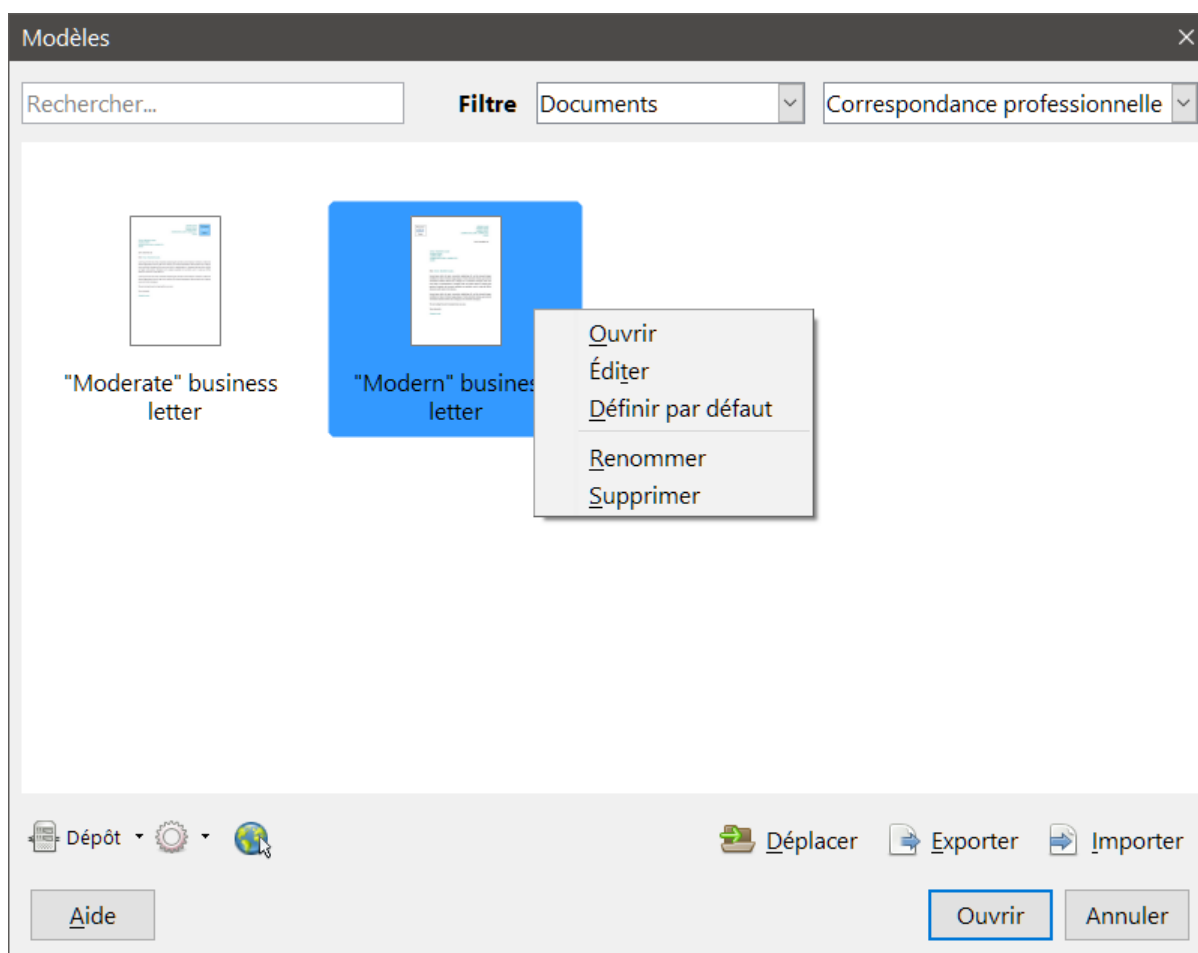 Modèles
Rechercher...
Filtre
Documents
Correspondance professionnelle
"Moderate" business
letter
"Modern" busines
letter
Ouvrir
Éditer
Définir par défaut
Renommer
Supprimer
Dépôt
Déplacer
Exporter
Importer
Aide
Ouvrir
Annuler